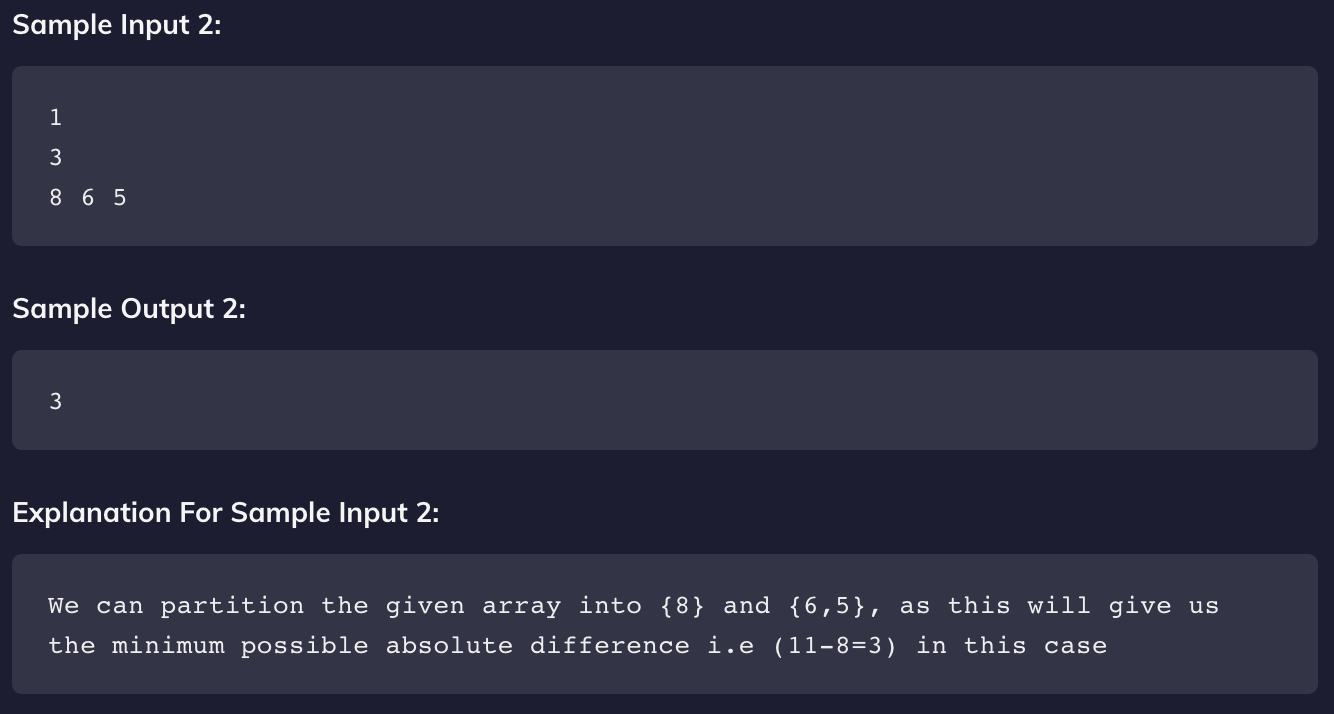 Sample Input 2:
1
3
8 6 5
Sample Output 2:
3
Explanation For Sample Input 2:
We can partition the given array into {8} and {6,5}, as this will give us
the minimum possible absolute difference i.e (11-8=3) in this case